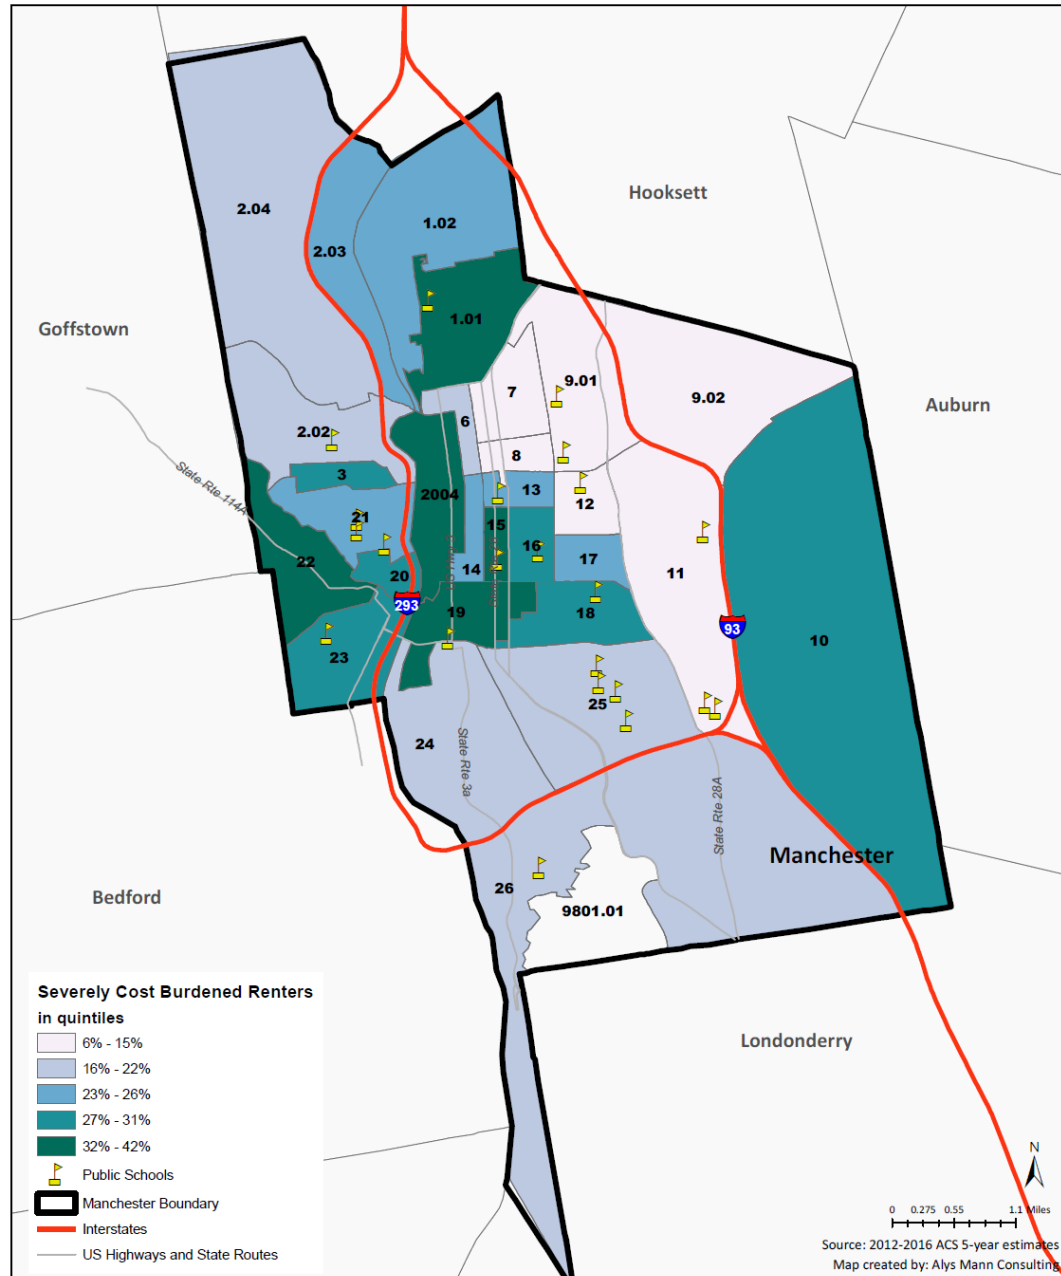 Hooksett
Goffstown
Auburn
Bedford
Londonderry
Manchester
2.04
2.03
1.02
1.01
7
9.01
9.02
6
8
2.02
3
2004
13
12
21
15
16
17
11
22
20
14
19
18
10
23
25
24
26
9801.01
293
93
State Rte 114A
State Rte 3a
State Rte 28A
Severely Cost Burdened Renters
in quintiles
6% - 15%
16% - 22%
23% - 26%
27% - 31%
32% - 42%
Public Schools
Manchester Boundary
Interstates
US Highways and State Routes
N
0 0.275 0.55 1.1 Miles
Source: 2012-2016 ACS 5-year estimates
Map created by: Alys Mann Consulting